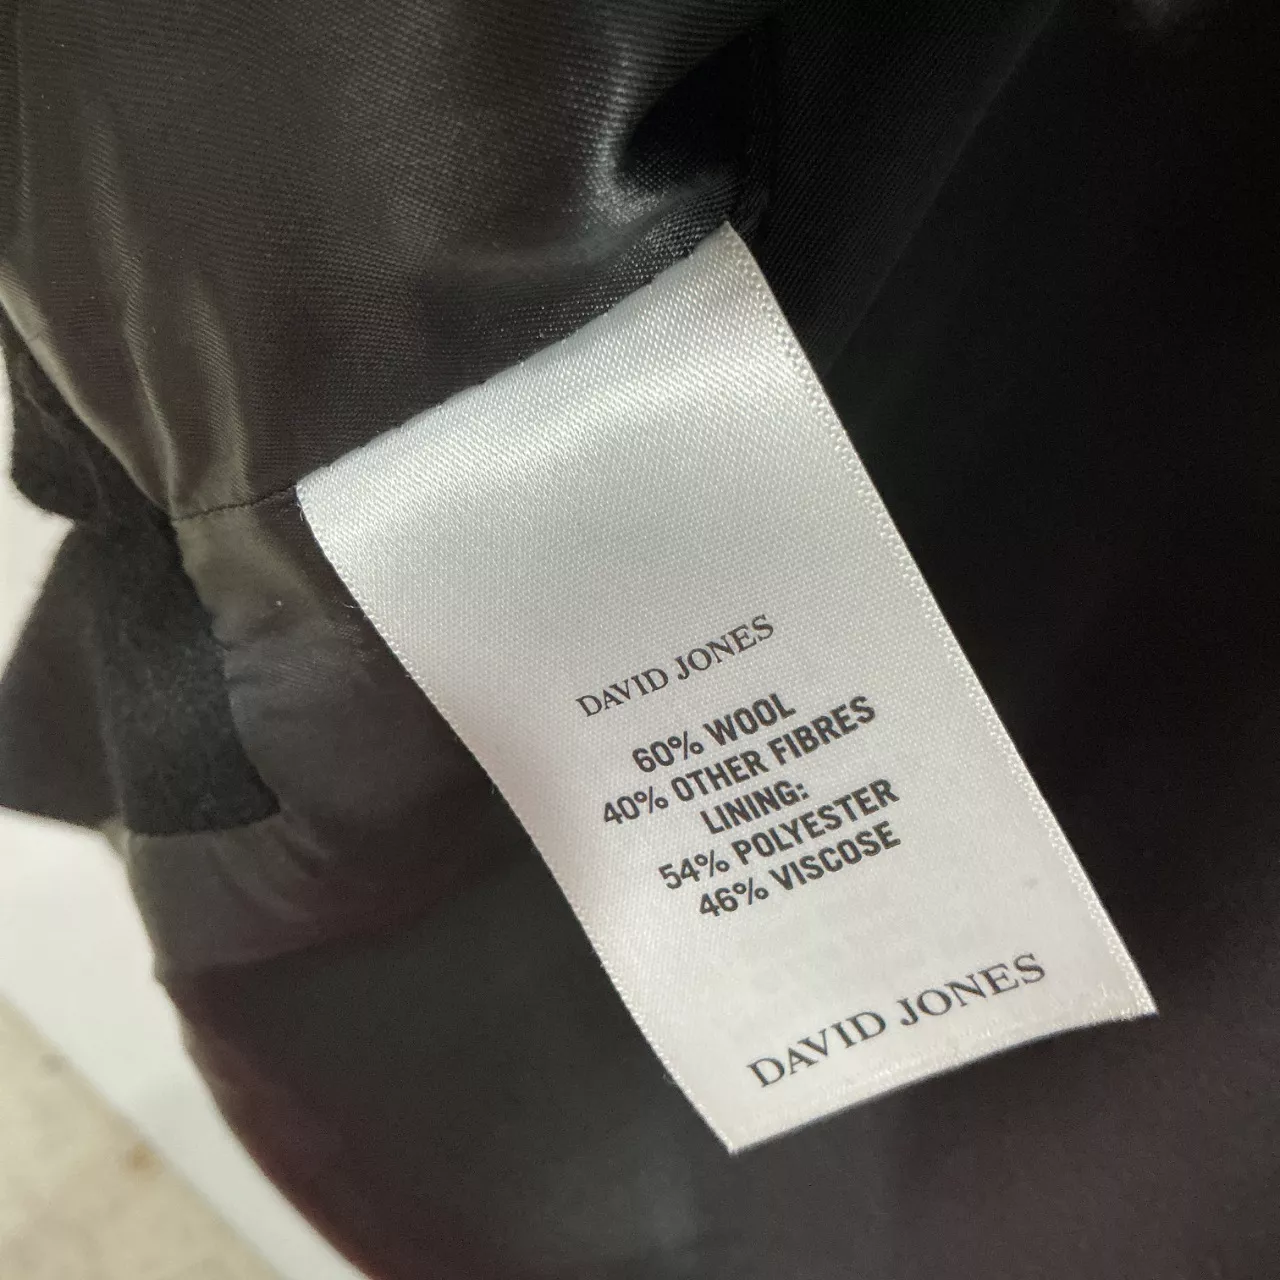 DAVID JONES
60% WOOL
40% OTHER FIBRES
LINING:
54% POLYESTER
46% VISCOSE
DAVID JONES